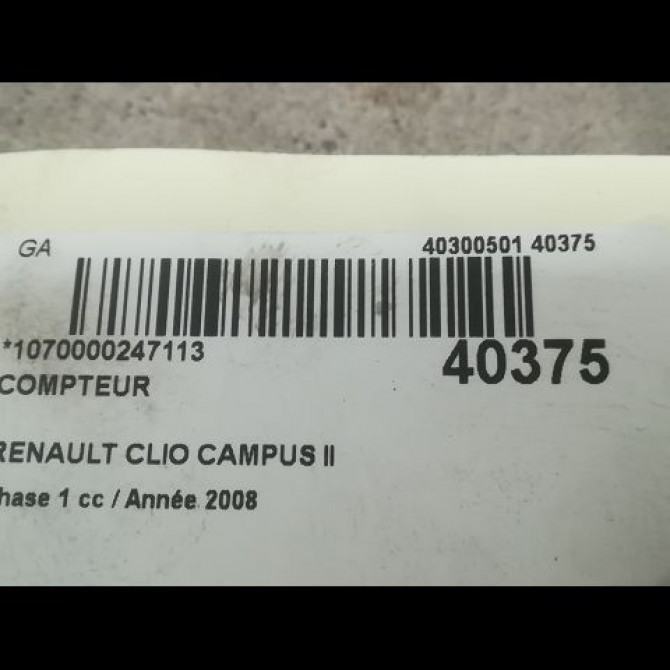 GA 40300501 40375
*1070000247113 40375
COMPTEUR
RENAULT CLIO CAMPUS II
hase 1 cc / Année 2008